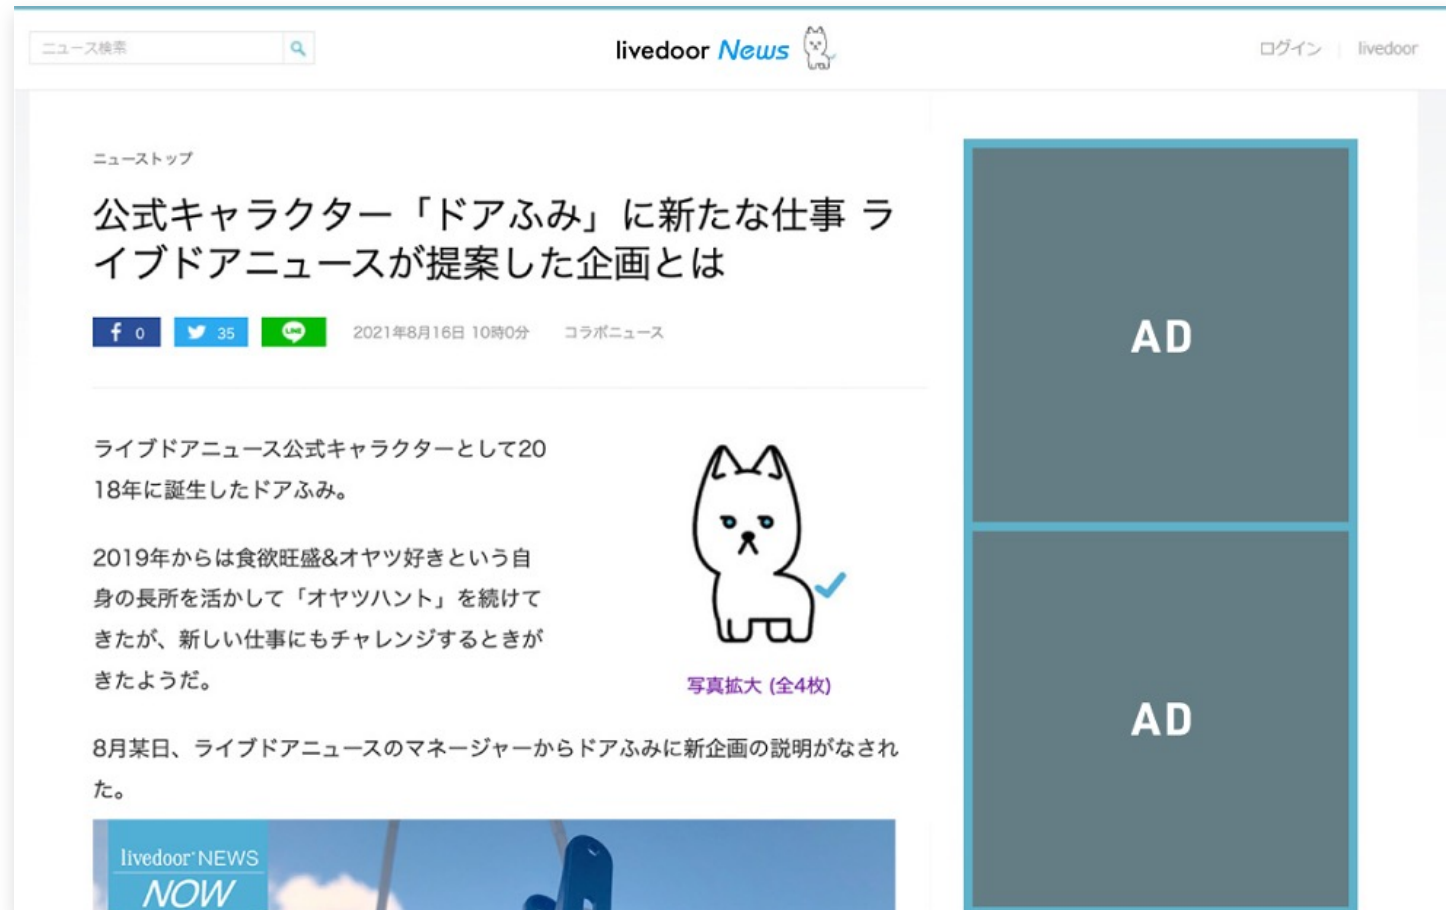 ニュース検索
livedoor News
ログイン
livedoor
ニューストップ
公式キャラクター「ドアふみ」に新たな仕事 ラ
イブドアニュースが提案した企画とは
f 0
35
LINE
2021年8月16日 10時0分
コラボニュース
ライブドアニュース公式キャラクターとして20
18年に誕生したドアふみ。
2019年からは食欲旺盛&オヤツ好きという自
身の長所を活かして「オヤツハント」を続けて
きたが、新しい仕事にもチャレンジするときが
きたようだ。
写真拡大 (全4枚)
8月某日、ライブドアニュースのマネージャーからドアふみに新企画の説明がなされ
た。
livedoor NEWS
NOW
AD
AD